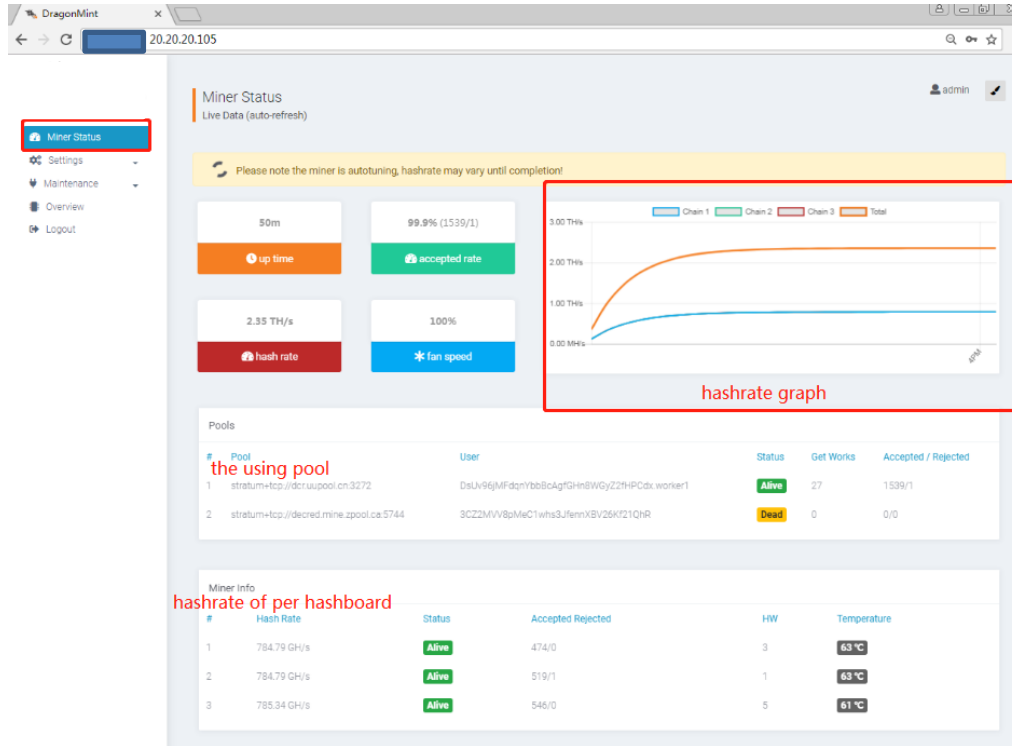 DragonMint
20.20.20.105
admin
Miner Status
Live Data (auto-refresh)
Miner Status
Settings
Maintenance
Overview
Logout
Please note the miner is autotuning, hashrate may vary until completion!
50m
up time
99.9% (1539/1)
accepted rate
2.35 TH/s
hash rate
100%
fan speed
Chain 1 Chain 2 Chain 3 Total
3.00 TH/s
2.00 TH/s
1.00 TH/s
0.00 MH/s
4PM
hashrate graph
Pools
# Pool User Status Get Works Accepted / Rejected
the using pool
1 stratum+tcp://dcr.uupool.cn:3272 DsUv96jMFdqnYbbBcAgfGHn8WGyZ2fHPCdx.worker1 Alive 27 1539/1
2 stratum+tcp://decred.mine.zpool.ca:5744 3CZ2MVV8pMeC1whs3JfennXBV26Kf21QhR Dead 0 0/0
Miner Info
hashrate of per hashboard
# Hash Rate Status Accepted Rejected HW Temperature
1 784.79 GH/s Alive 474/0 3 63 °C
2 784.79 GH/s Alive 519/1 1 63 °C
3 785.34 GH/s Alive 546/0 5 61 °C